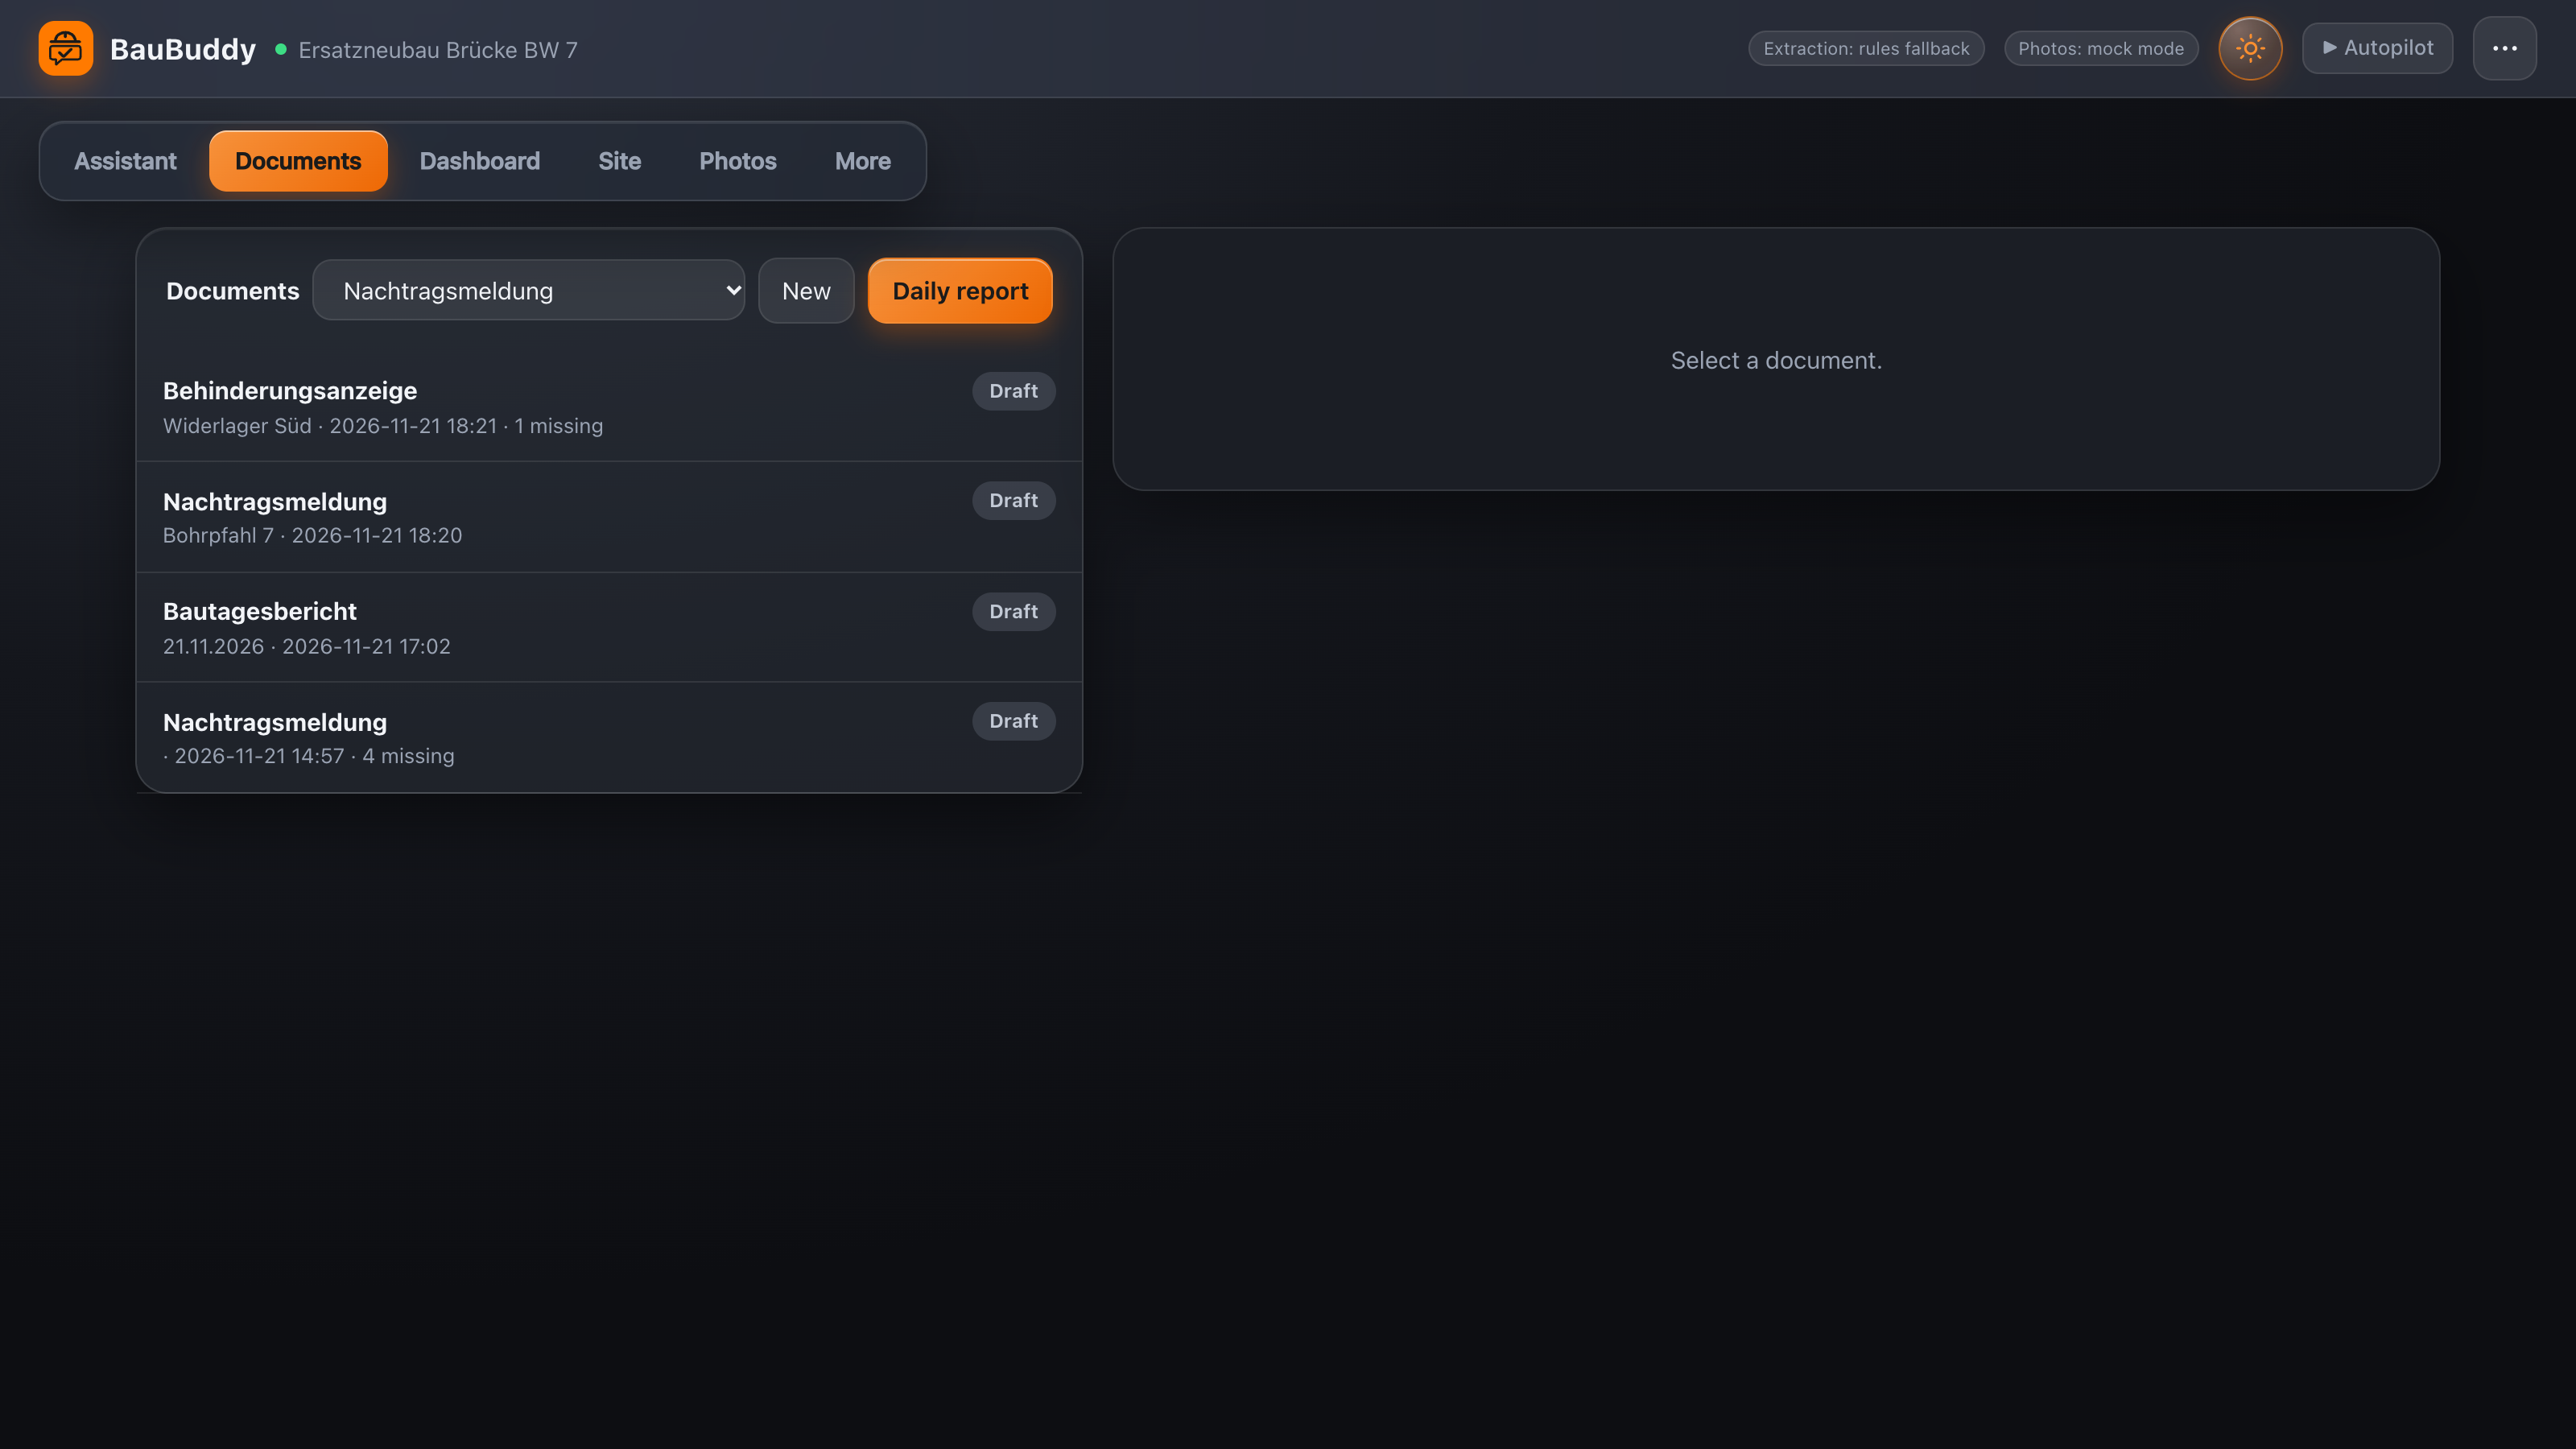 BauBuddy
Ersatzneubau Brücke BW 7
Extraction: rules fallback
Photos: mock mode
Autopilot
Assistant
Documents
Dashboard
Site
Photos
More
Documents
Nachtragsmeldung
New
Daily report
Behinderungsanzeige
Draft
Widerlager Süd · 2026-11-21 18:21 · 1 missing
Nachtragsmeldung
Draft
Bohrpfahl 7 · 2026-11-21 18:20
Bautagesbericht
Draft
21.11.2026 · 2026-11-21 17:02
Nachtragsmeldung
Draft
· 2026-11-21 14:57 · 4 missing
Select a document.